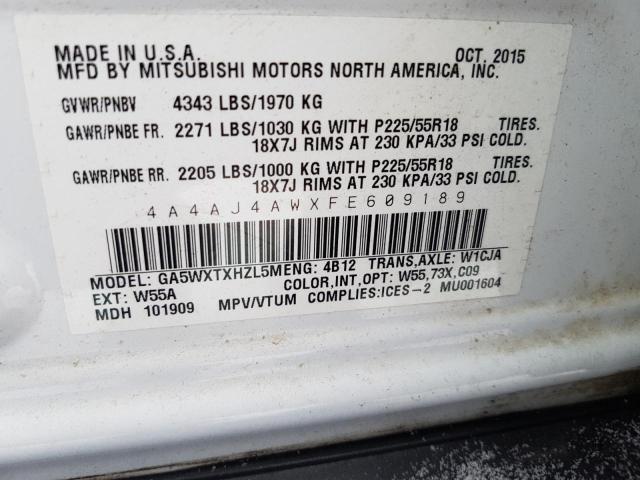 MADE IN U.S.A. OCT. 2015
MFD BY MITSUBISHI MOTORS NORTH AMERICA, INC.
GVWR/PNBV 4343 LBS/1970 KG
GAWR/PNBE FR. 2271 LBS/1030 KG WITH P225/55R18 TIRES.
18X7J RIMS AT 230 KPA/33 PSI COLD.
GAWR/PNBE RR. 2205 LBS/1000 KG WITH P225/55R18 TIRES.
18X7J RIMS AT 230 KPA/33 PSI COLD.
4A4AJ4AWXFE609189
MODEL: GA5WXTXHZL5MENG: 4B12 TRANS,AXLE: W1CJA
EXT: W55A COLOR,INT,OPT: W55,73X,C09
MDH 101909 MPV/VTUM COMPLIES:ICES-2 MU001604